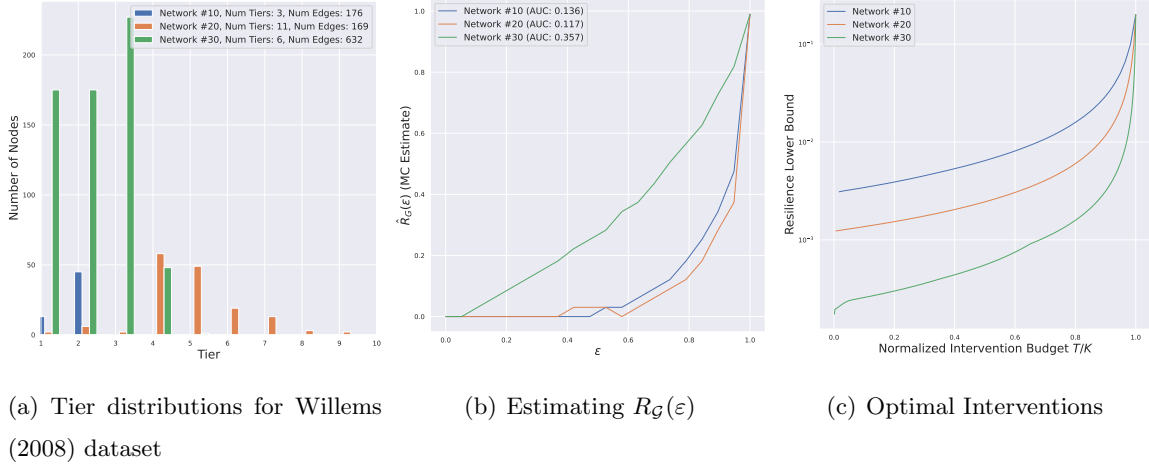 Network #10, Num Tiers: 3, Num Edges: 176
Network #20, Num Tiers: 11, Num Edges: 169
Network #30, Num Tiers: 6, Num Edges: 632
Number of Nodes
200
150
100
50
0
1 2 3 4 5 6 7 8 9 10
Tier
(a) Tier distributions for Willems
(2008) dataset
Network #10 (AUC: 0.136)
Network #20 (AUC: 0.117)
Network #30 (AUC: 0.357)
R̂_G(ε) (MC Estimate)
1.0
0.8
0.6
0.4
0.2
0.0
0.0 0.2 0.4 0.6 0.8 1.0
ε
(b) Estimating R_𝒢(ε)
Network #10
Network #20
Network #30
Resilience Lower Bound
10⁻¹
10⁻²
10⁻³
0.0 0.2 0.4 0.6 0.8 1.0
Normalized Intervention Budget T/K
(c) Optimal Interventions